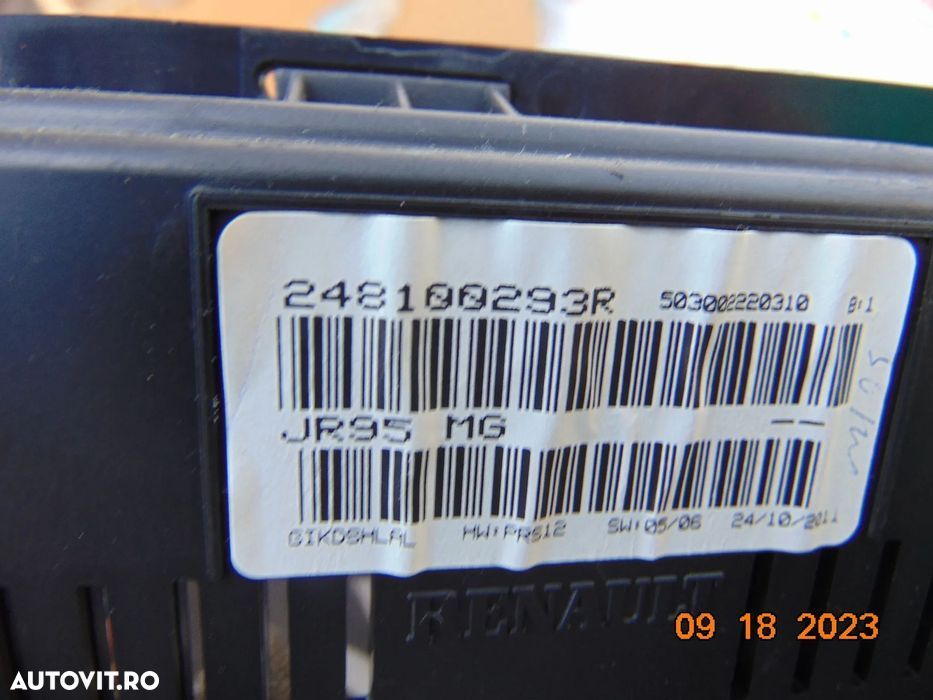 248100293R 503002220310 B:1
JR95 MG --
GIKDSHLAL HW:PR512 SW:05/06 24/10/2011
RENAULT
09 18 2023
AUTOVIT.RO